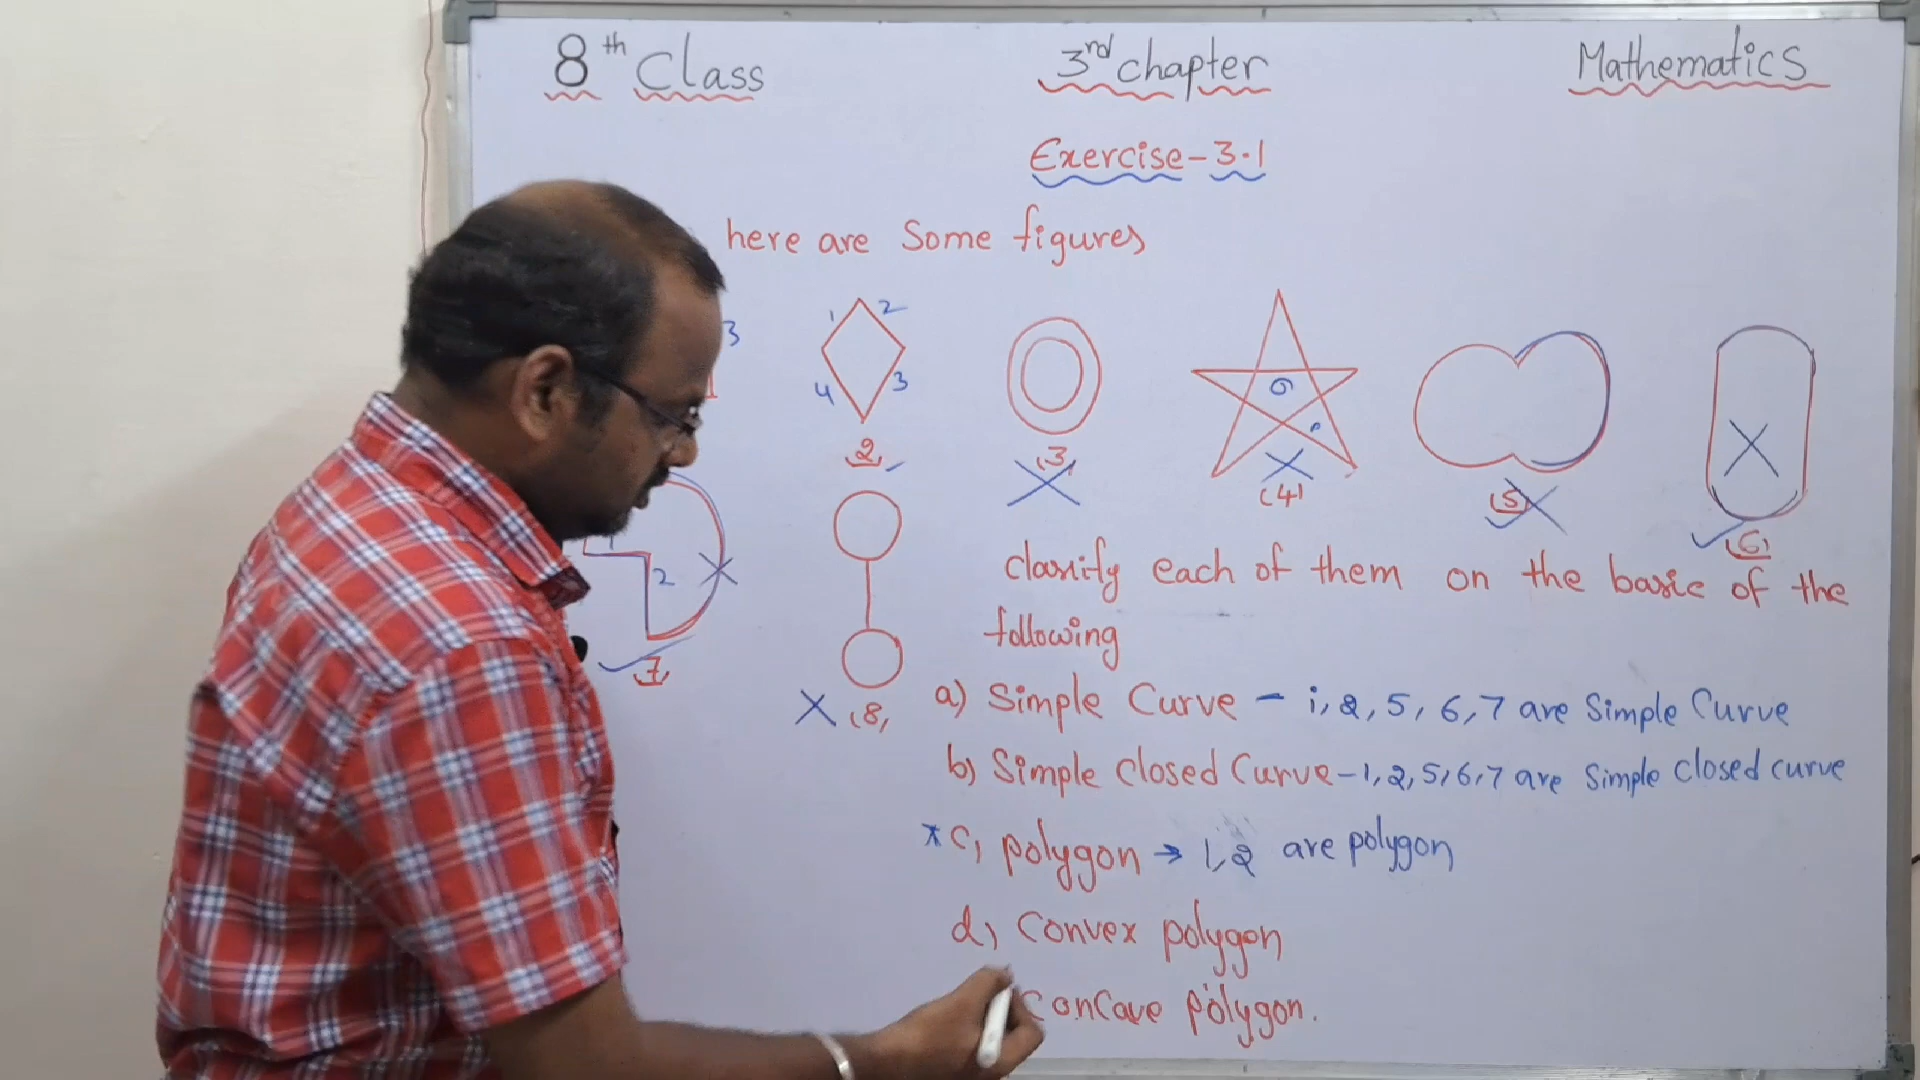 8th Class 3rd chapter Mathematics
Exercise-3.1
here are Some figures
3
1 2
4 3
6
(2)
(3)
(4)
(5)
(6)
2
(7)
(8)
classify each of them on the basic of the
following
a) Simple Curve - 1, 2, 5, 6, 7 are Simple Curve
b) Simple Closed Curve - 1, 2, 5, 6, 7 are Simple Closed curve
* c) polygon → 1, 2 are polygon
d) Convex polygon
Concave polygon.